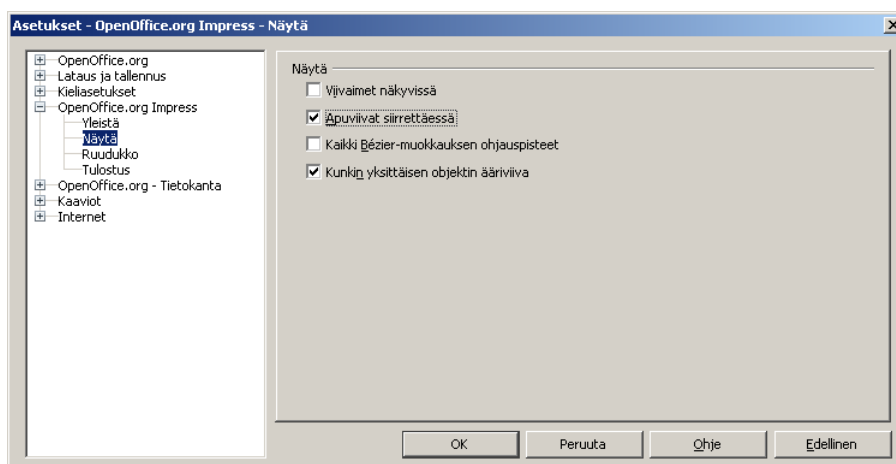 Asetukset - OpenOffice.org Impress - Näytä
OpenOffice.org
Lataus ja tallennus
Kieliasetukset
OpenOffice.org Impress
Yleistä
Näytä
Ruudukko
Tulostus
OpenOffice.org - Tietokanta
Kaaviot
Internet
Näytä
Viivaimet näkyvissä
Apuviivat siirrettäessä
Kaikki Bézier-muokkauksen ohjauspisteet
Kunkin yksittäisen objektin ääriviiva
OK Peruuta Ohje Edellinen